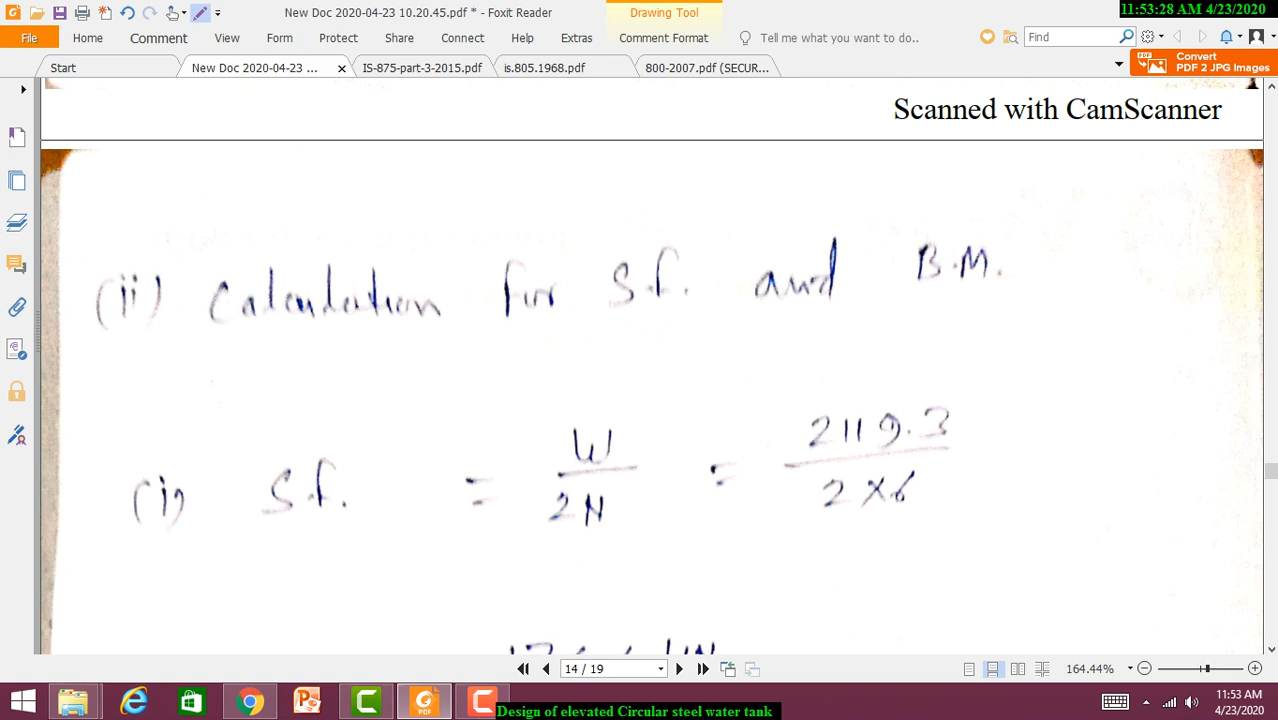 New Doc 2020-04-23 10.20.45.pdf * - Foxit Reader
Drawing Tool
11:53:28 AM 4/23/2020
File Home Comment View Form Protect Share Connect Help Extras Comment Format Tell me what you want to do.. Find
Start New Doc 2020-04-23 ... IS-875-part-3-2015.pdf is.805.1968.pdf 800-2007.pdf (SECUR...
Convert
PDF 2 JPG Images
Scanned with CamScanner
(ii) Calculation for S.F. and B.M.
(i) S.F. = W / 2N = 2119.3 / 2 × 6
14 / 19
164.44%
11:53 AM
4/23/2020
Design of elevated Circular steel water tank